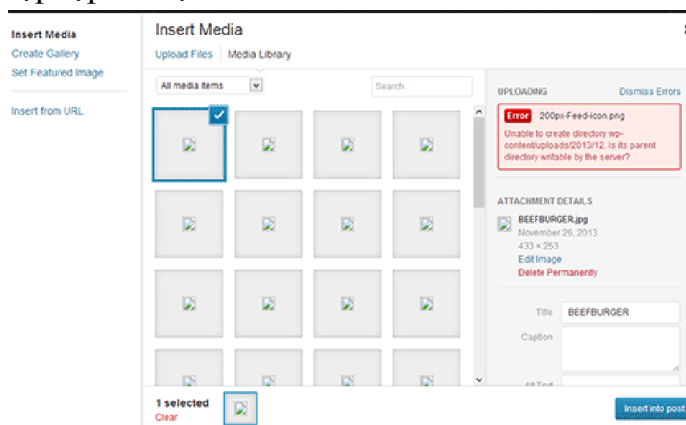 Insert Media
Create Gallery
Set Featured Image
Insert from URL
Insert Media
Upload Files
Media Library
All media items
Search
UPLOADING
Dismiss Errors
Error 200px-Feed-icon.png
Unable to create directory wp-
content/uploads/2013/12. Is its parent
directory writable by the server?
ATTACHMENT DETAILS
BEEFBURGER.jpg
November 26, 2013
433 × 253
Edit Image
Delete Permanently
Title BEEFBURGER
Caption
1 selected
Clear
Insert into post